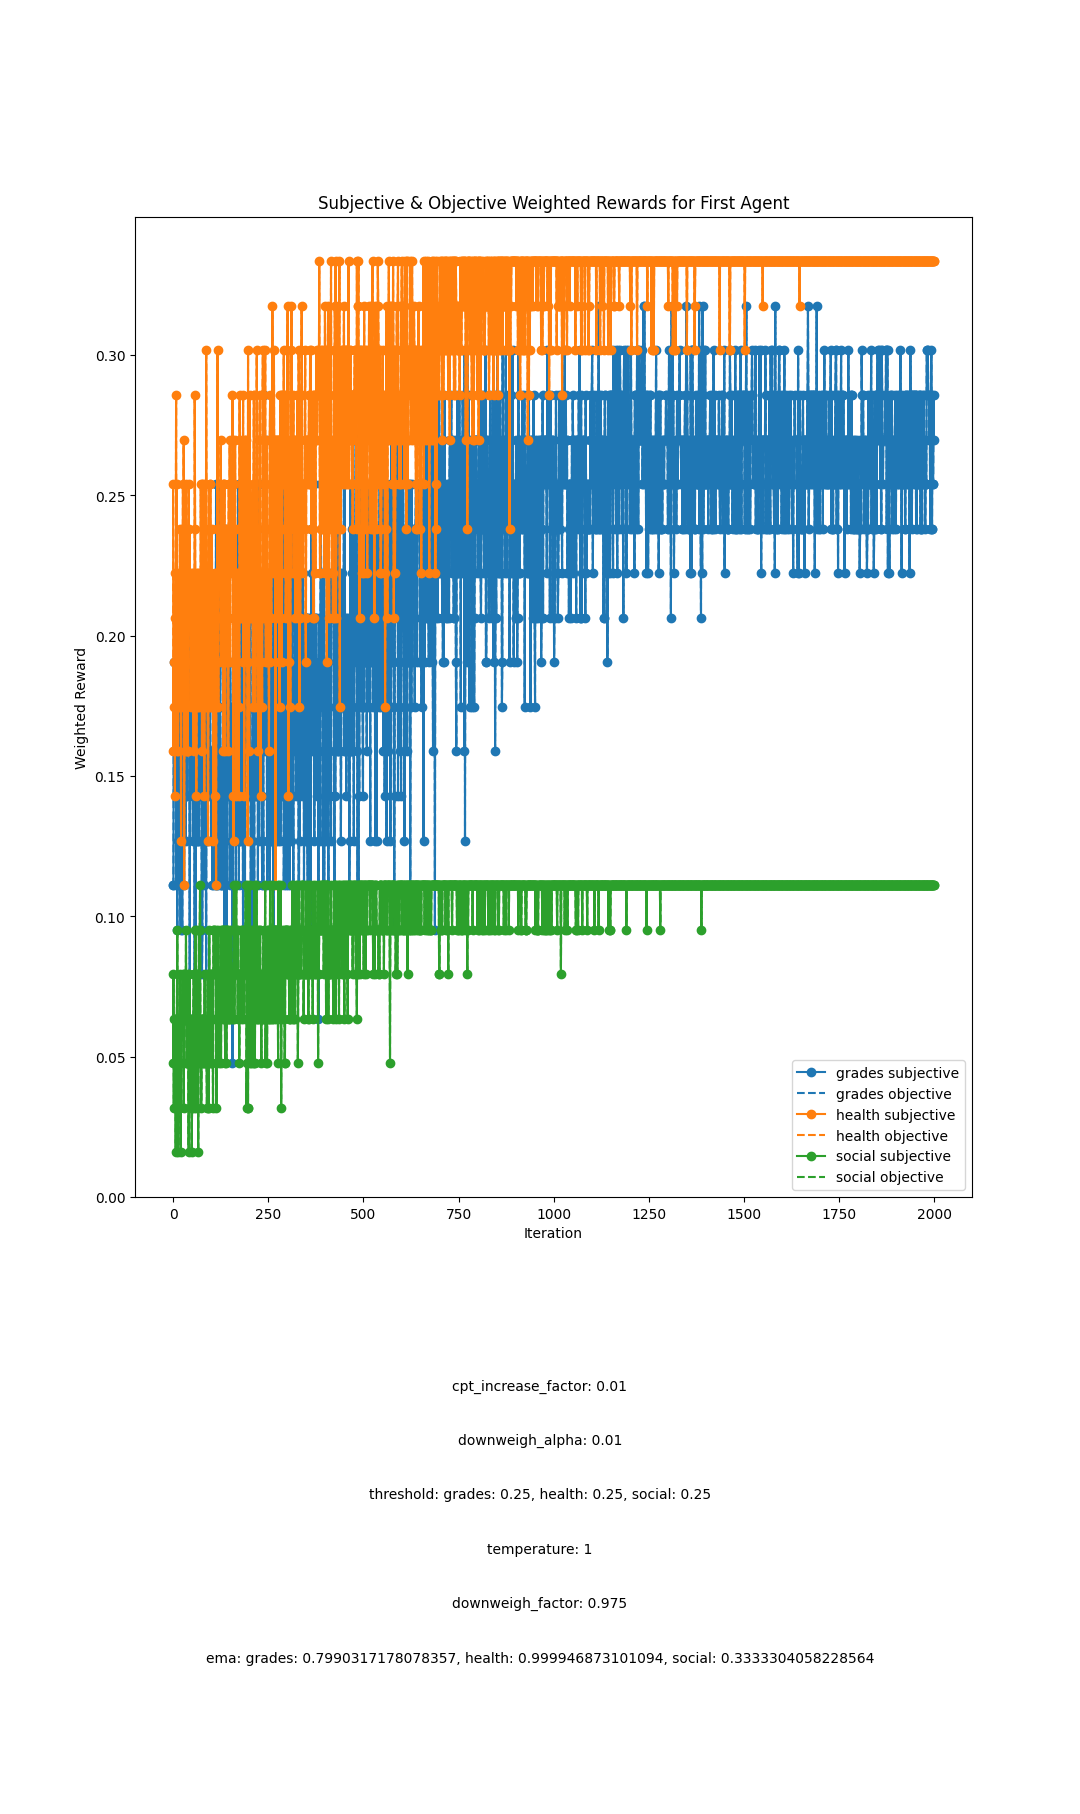 Subjective & Objective Weighted Rewards for First Agent
Weighted Reward
0.30
0.25
0.20
0.15
0.10
0.05
0.00
0 250 500 750 1000 1250 1500 1750 2000
Iteration
grades subjective
grades objective
health subjective
health objective
social subjective
social objective
cpt_increase_factor: 0.01
downweigh_alpha: 0.01
threshold: grades: 0.25, health: 0.25, social: 0.25
temperature: 1
downweigh_factor: 0.975
ema: grades: 0.7990317178078357, health: 0.999946873101094, social: 0.3333304058228564